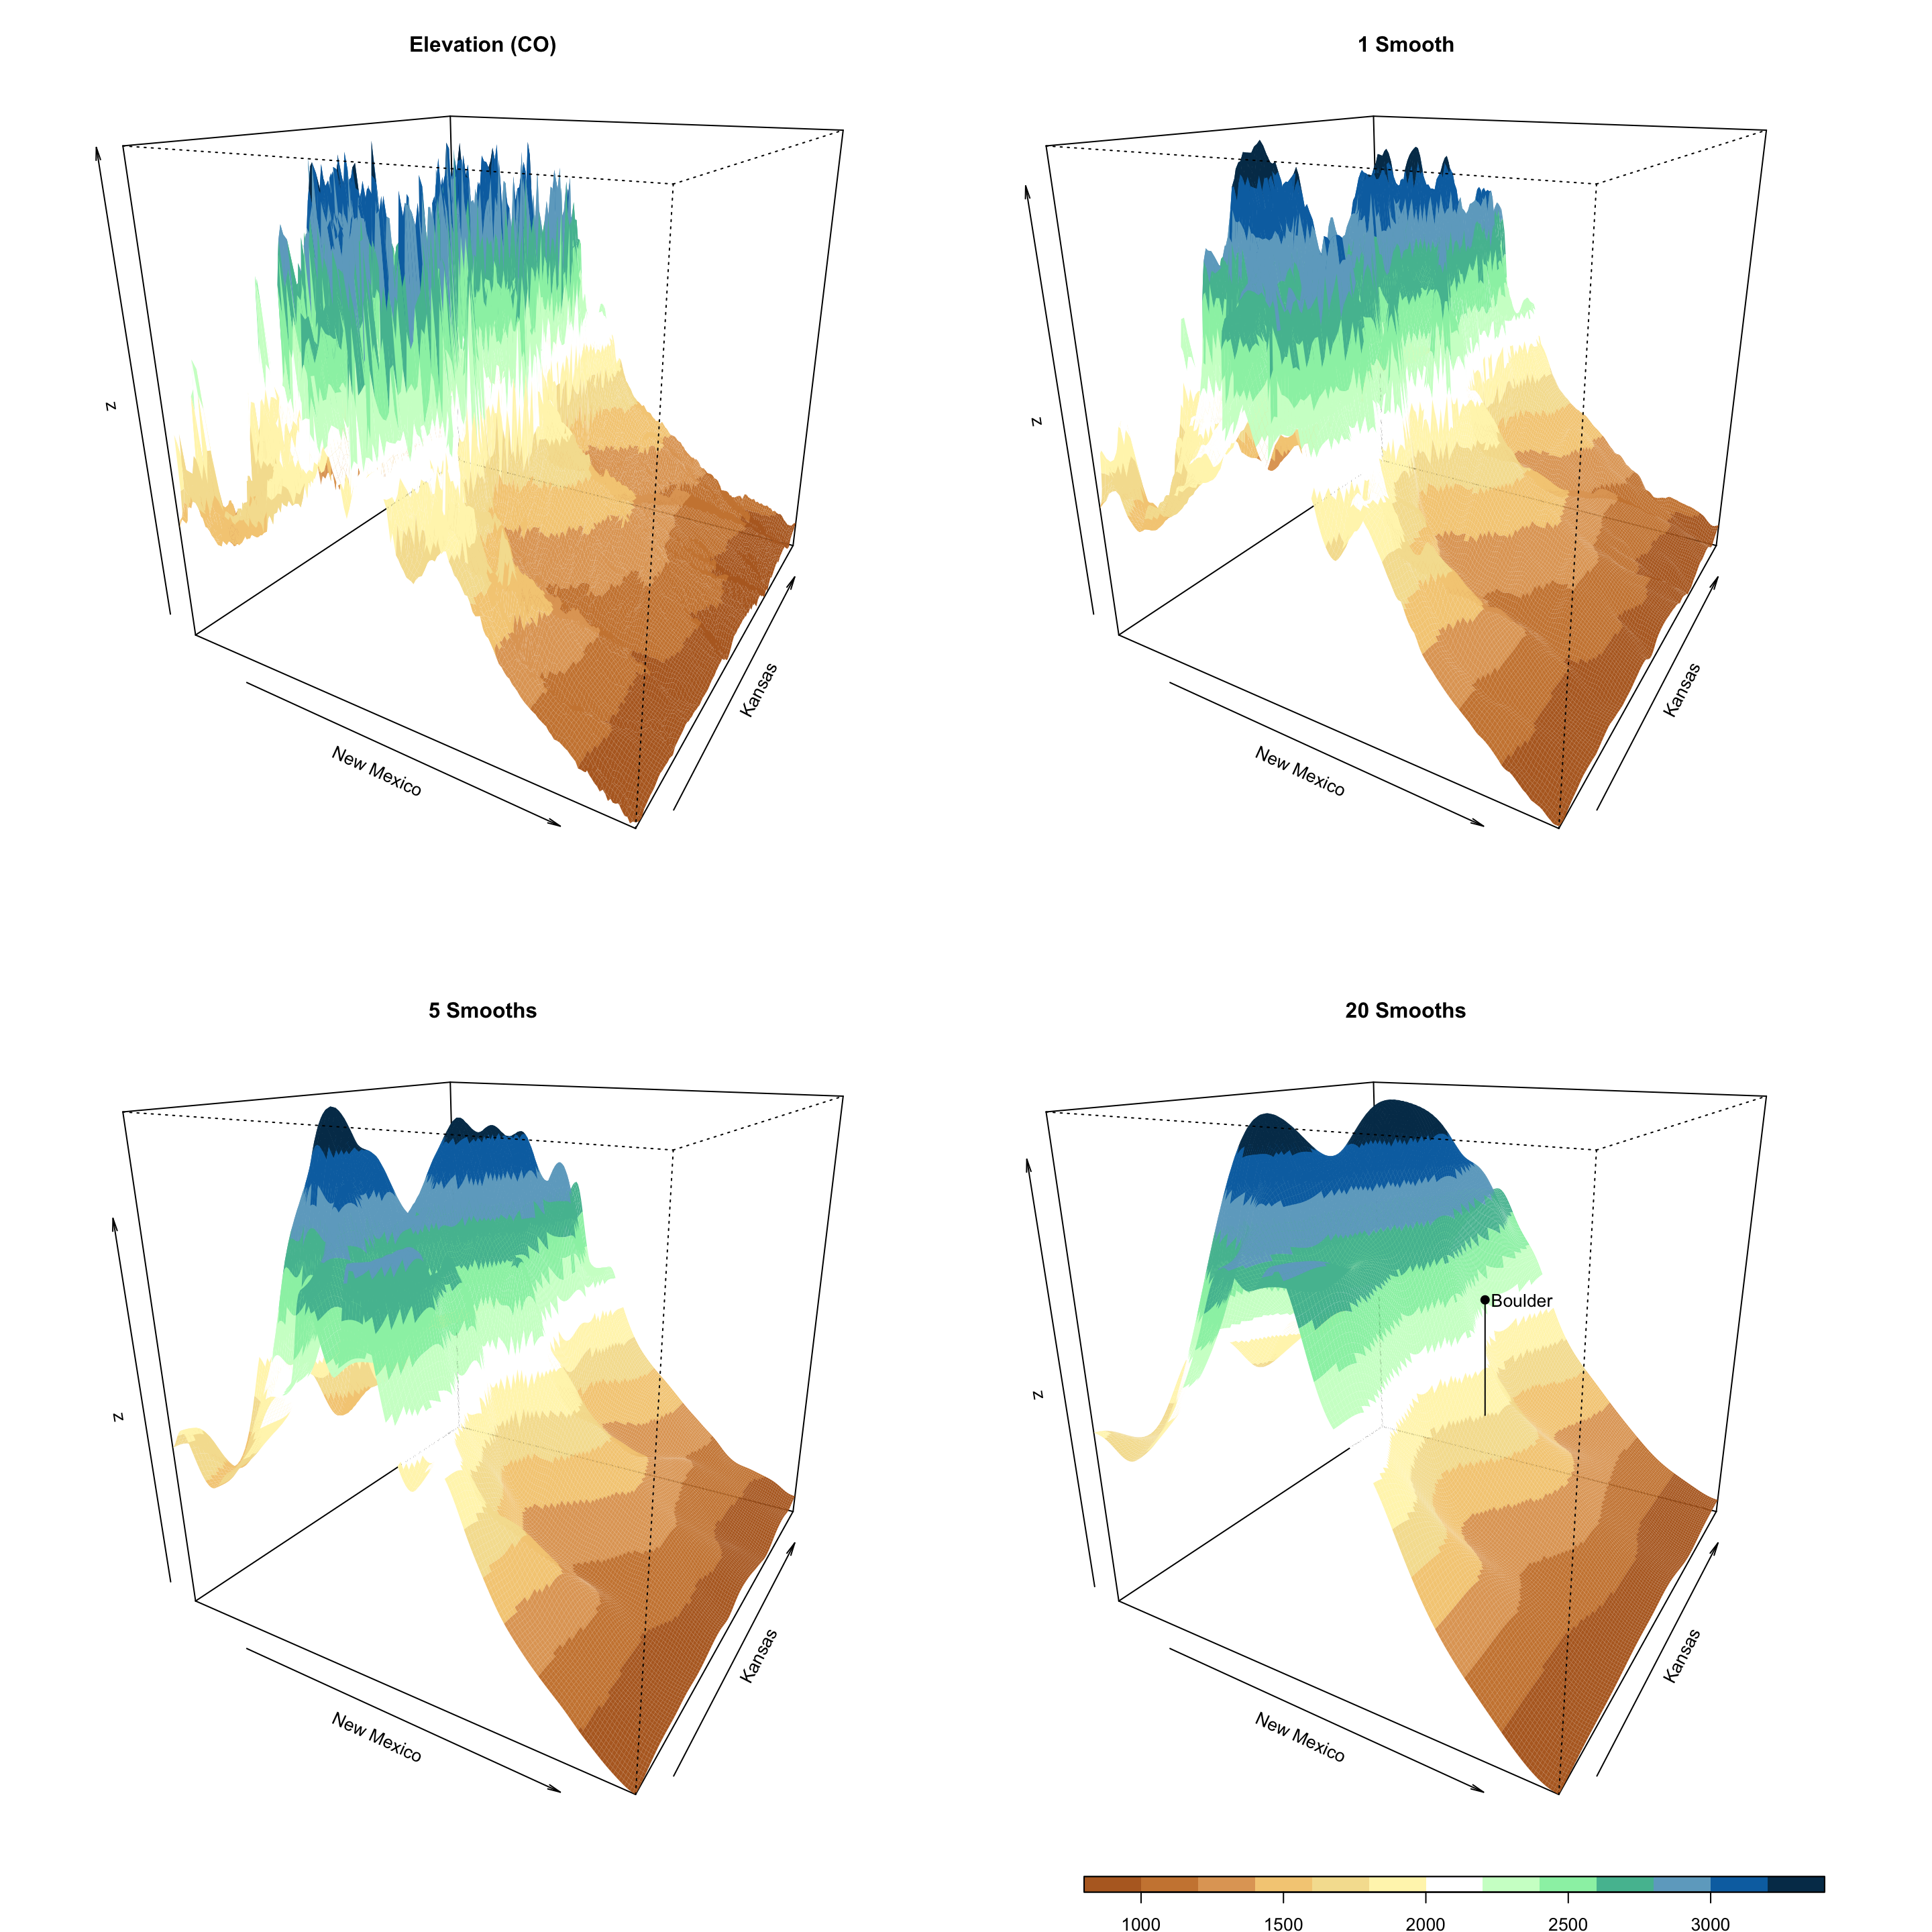 Elevation (CO)
1 Smooth
z
New Mexico
Kansas
z
New Mexico
Kansas
5 Smooths
20 Smooths
z
New Mexico
Kansas
z
Boulder
New Mexico
Kansas
1000 1500 2000 2500 3000